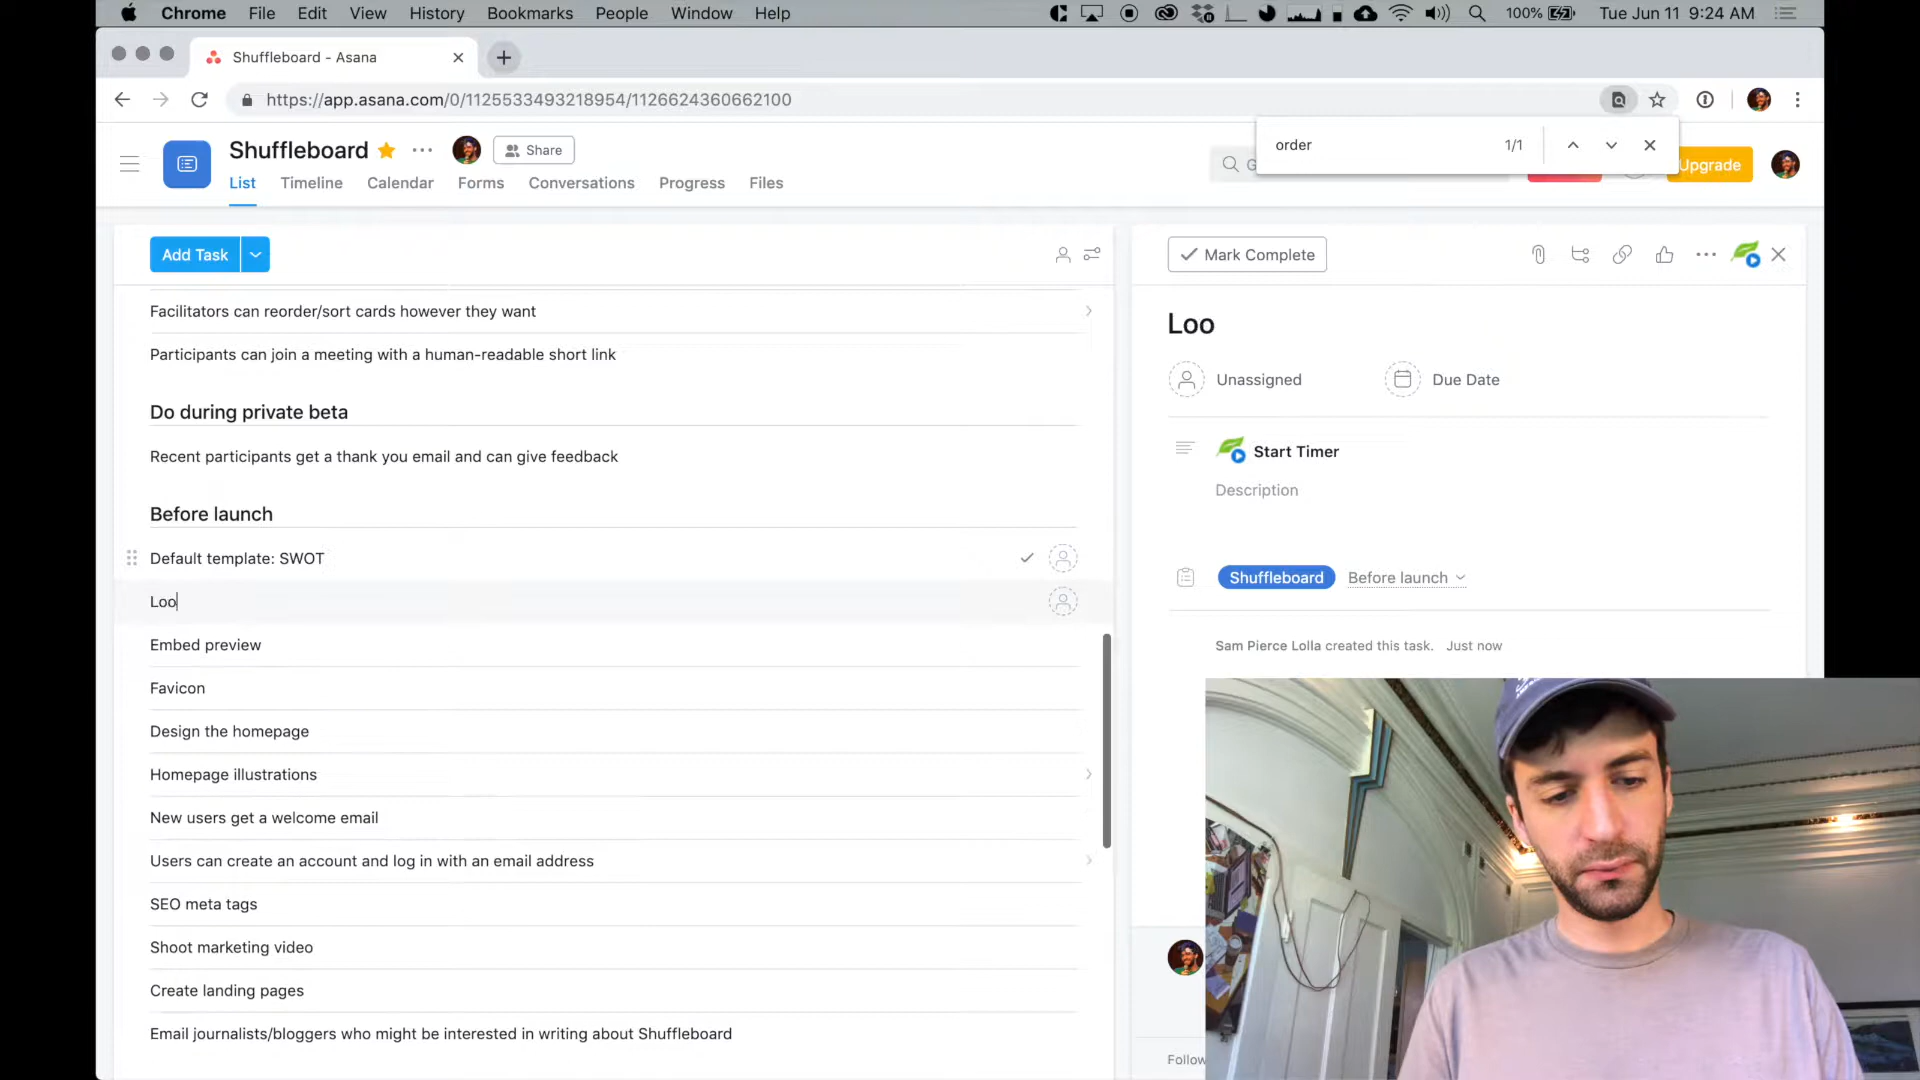 Chrome File Edit View History Bookmarks People Window Help 100% Tue Jun 11 9:24 AM
Shuffleboard - Asana
https://app.asana.com/0/1125533493218954/1126624360662100
order 1/1
Shuffleboard Share
G Upgrade
List Timeline Calendar Forms Conversations Progress Files
Add Task
Facilitators can reorder/sort cards however they want
Participants can join a meeting with a human-readable short link
Do during private beta
Recent participants get a thank you email and can give feedback
Before launch
Default template: SWOT
Loo
Embed preview
Favicon
Design the homepage
Homepage illustrations
New users get a welcome email
Users can create an account and log in with an email address
SEO meta tags
Shoot marketing video
Create landing pages
Email journalists/bloggers who might be interested in writing about Shuffleboard
Mark Complete
Loo
Unassigned Due Date
Start Timer
Description
Shuffleboard Before launch
Sam Pierce Lolla created this task. Just now
Follow